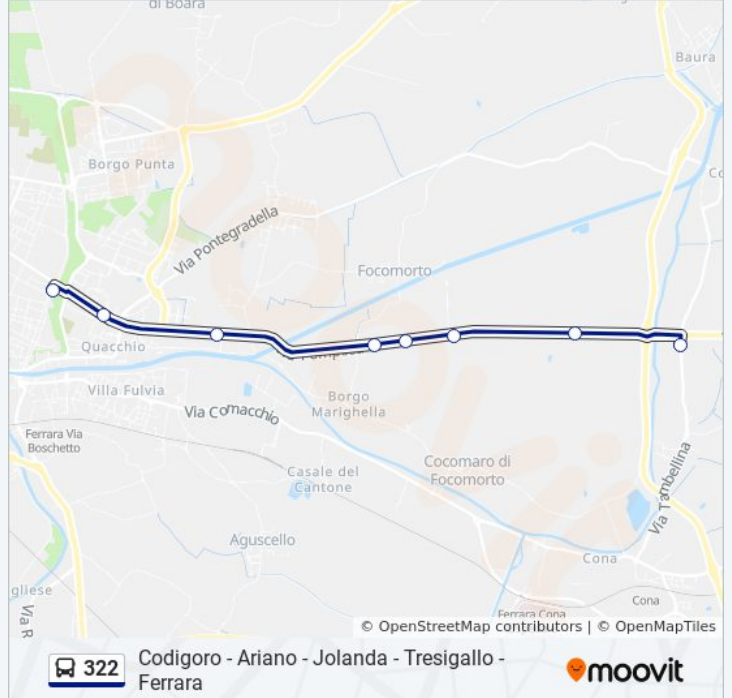 di Boara
Baura
Borgo Punta
Via Pontegradella
Focomorto
Quacchio
Villa Fulvia
Via Comacchio
Borgo
Marighella
Ferrara Via
Boschetto
Casale del
Cantone
Cocomaro di
Focomorto
Via Tambellina
Aguscello
Cona
gliese
Cona
Via R
Ferrara Cona
© OpenStreetMap contributors | © OpenMapTiles
322
Codigoro - Ariano - Jolanda - Tresigallo -
Ferrara
moovit